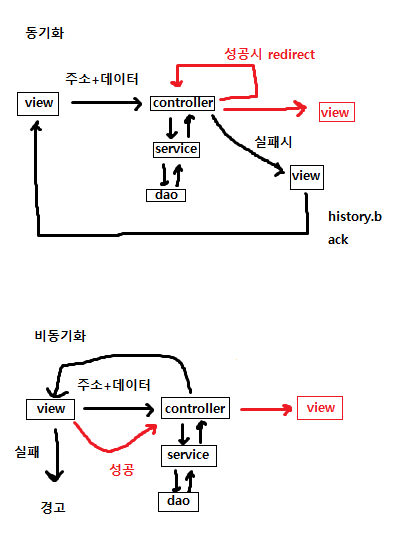 동기화
성공시 redirect
주소+데이터
view
controller
view
실패시
service
view
dao
history.b
ack
비동기화
주소+데이터
view
controller
view
실패
성공
service
dao
경고